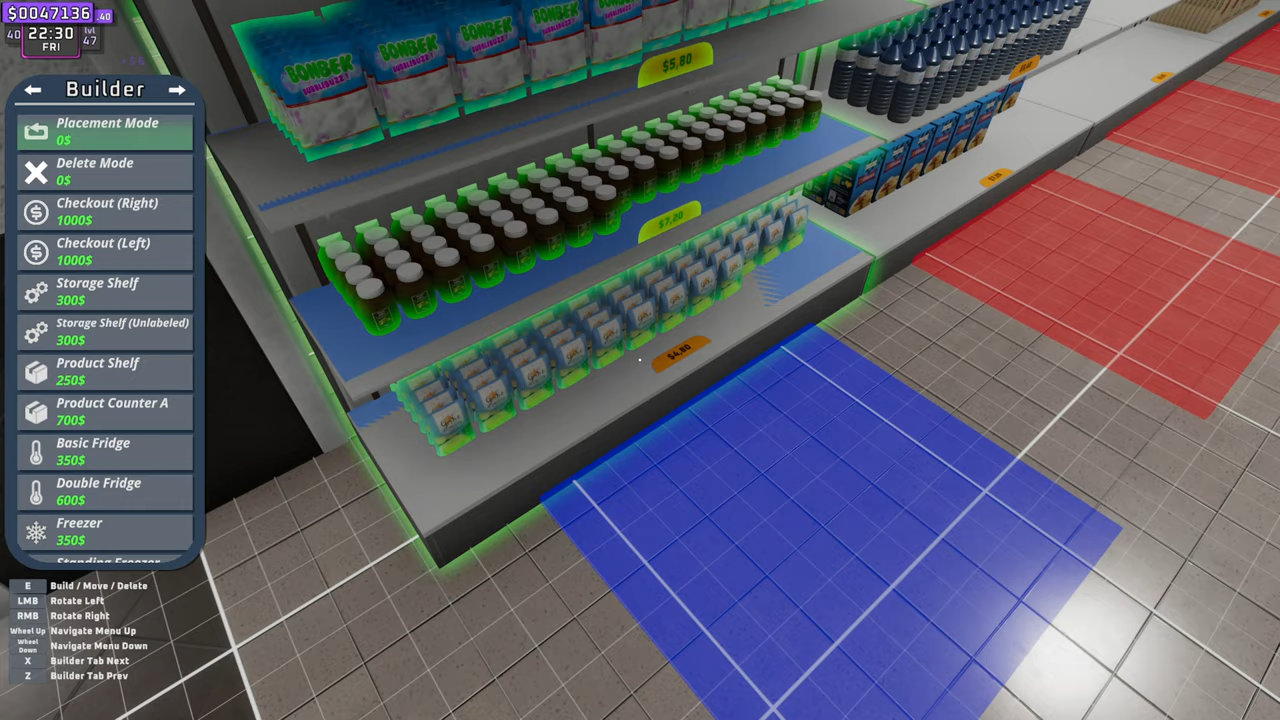 $0047136.40
40 22:30 lvl 47
FRI
+$6
Builder
Placement Mode
0$
Delete Mode
0$
Checkout (Right)
1000$
Checkout (Left)
1000$
Storage Shelf
300$
Storage Shelf (Unlabeled)
300$
Product Shelf
250$
Product Counter A
700$
Basic Fridge
350$
Double Fridge
600$
Freezer
350$
Standing Freezer
E Build / Move / Delete
LMB Rotate Left
RMB Rotate Right
Wheel Up Navigate Menu Up
Wheel Down Navigate Menu Down
X Builder Tab Next
Z Builder Tab Prev
BONBEK
BONBEK
BONBEK
BONBEK
$5,80
$7,20
$4,60